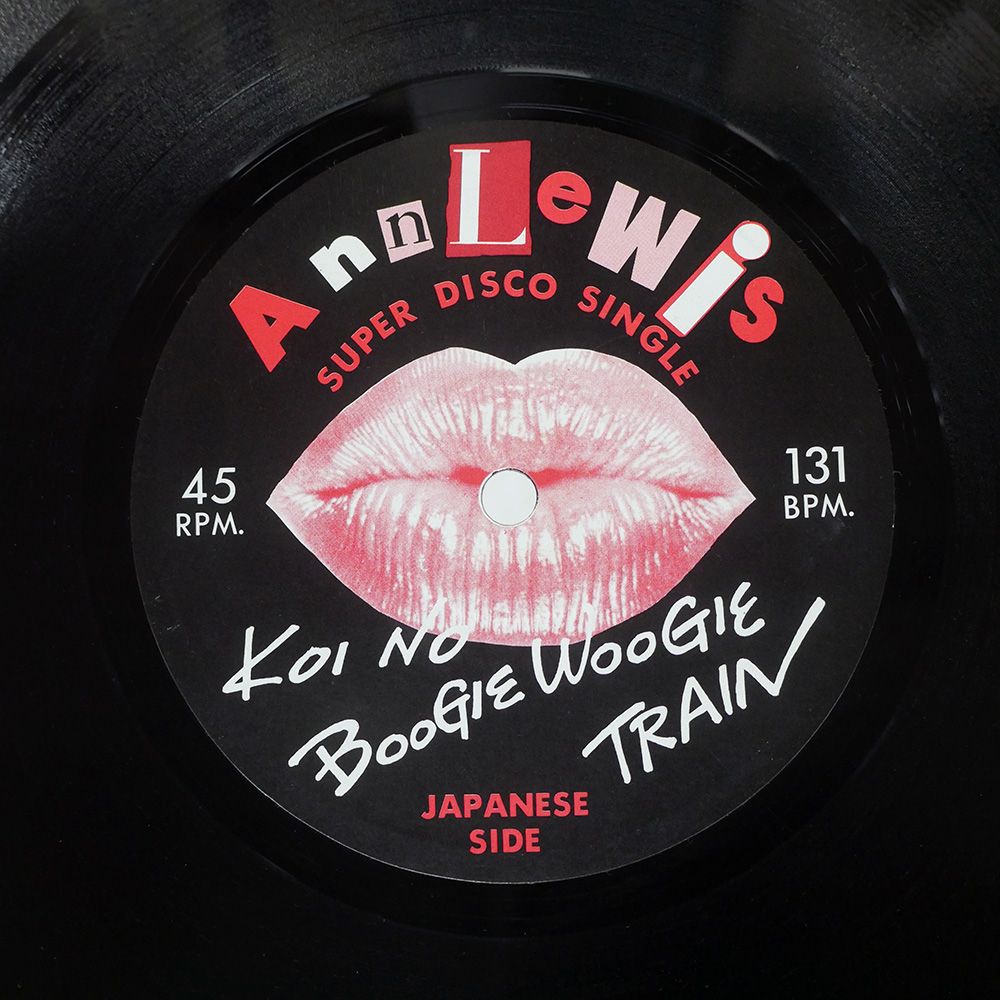 AnnLeWis
SUPER DISCO SINGLE
45
RPM.
131
BPM.
KOI NO
BOOGIE WOOGIE
TRAIN
JAPANESE
SIDE